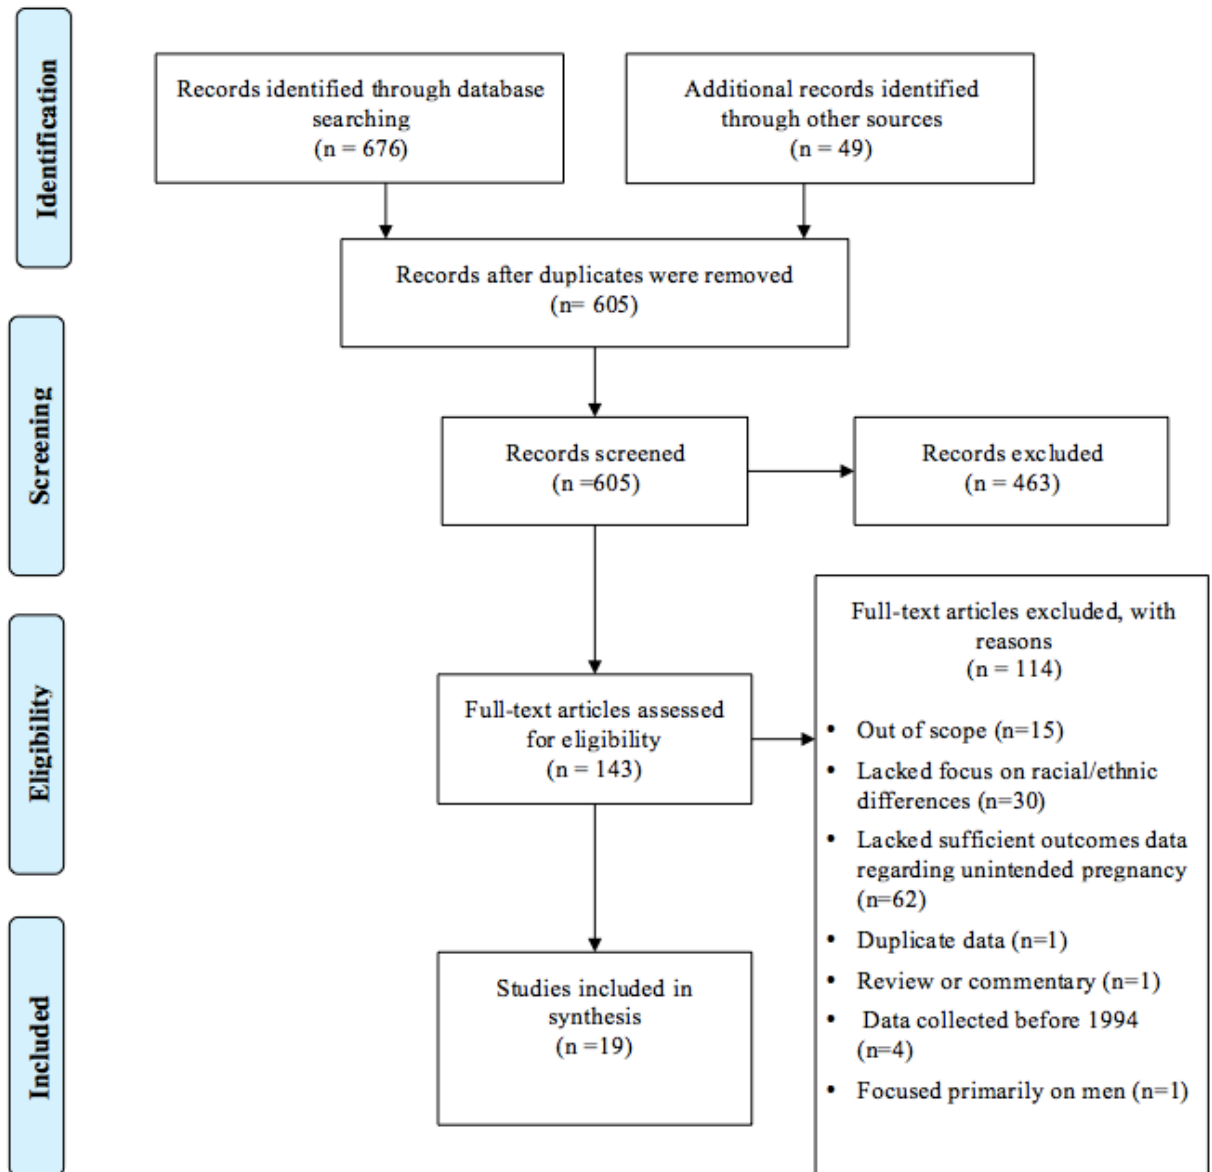 Identification
Records identified through database
searching
(n = 676)
Additional records identified
through other sources
(n = 49)
Records after duplicates were removed
(n= 605)
Screening
Records screened
(n =605)
Records excluded
(n = 463)
Eligibility
Full-text articles assessed
for eligibility
(n = 143)
Full-text articles excluded, with
reasons
(n = 114)
• Out of scope (n=15)
• Lacked focus on racial/ethnic
differences (n=30)
• Lacked sufficient outcomes data
regarding unintended pregnancy
(n=62)
• Duplicate data (n=1)
• Review or commentary (n=1)
• Data collected before 1994
(n=4)
• Focused primarily on men (n=1)
Included
Studies included in
synthesis
(n =19)